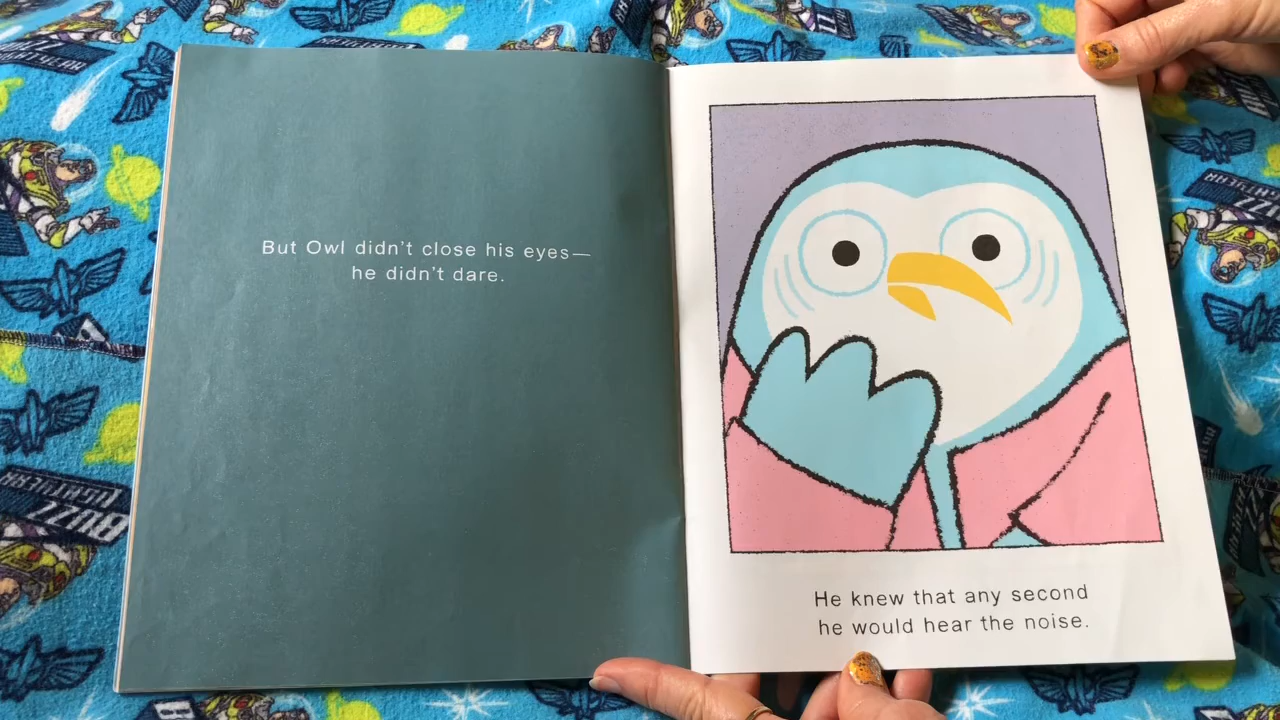 But Owl didn't close his eyes—
he didn't dare.
He knew that any second
he would hear the noise.